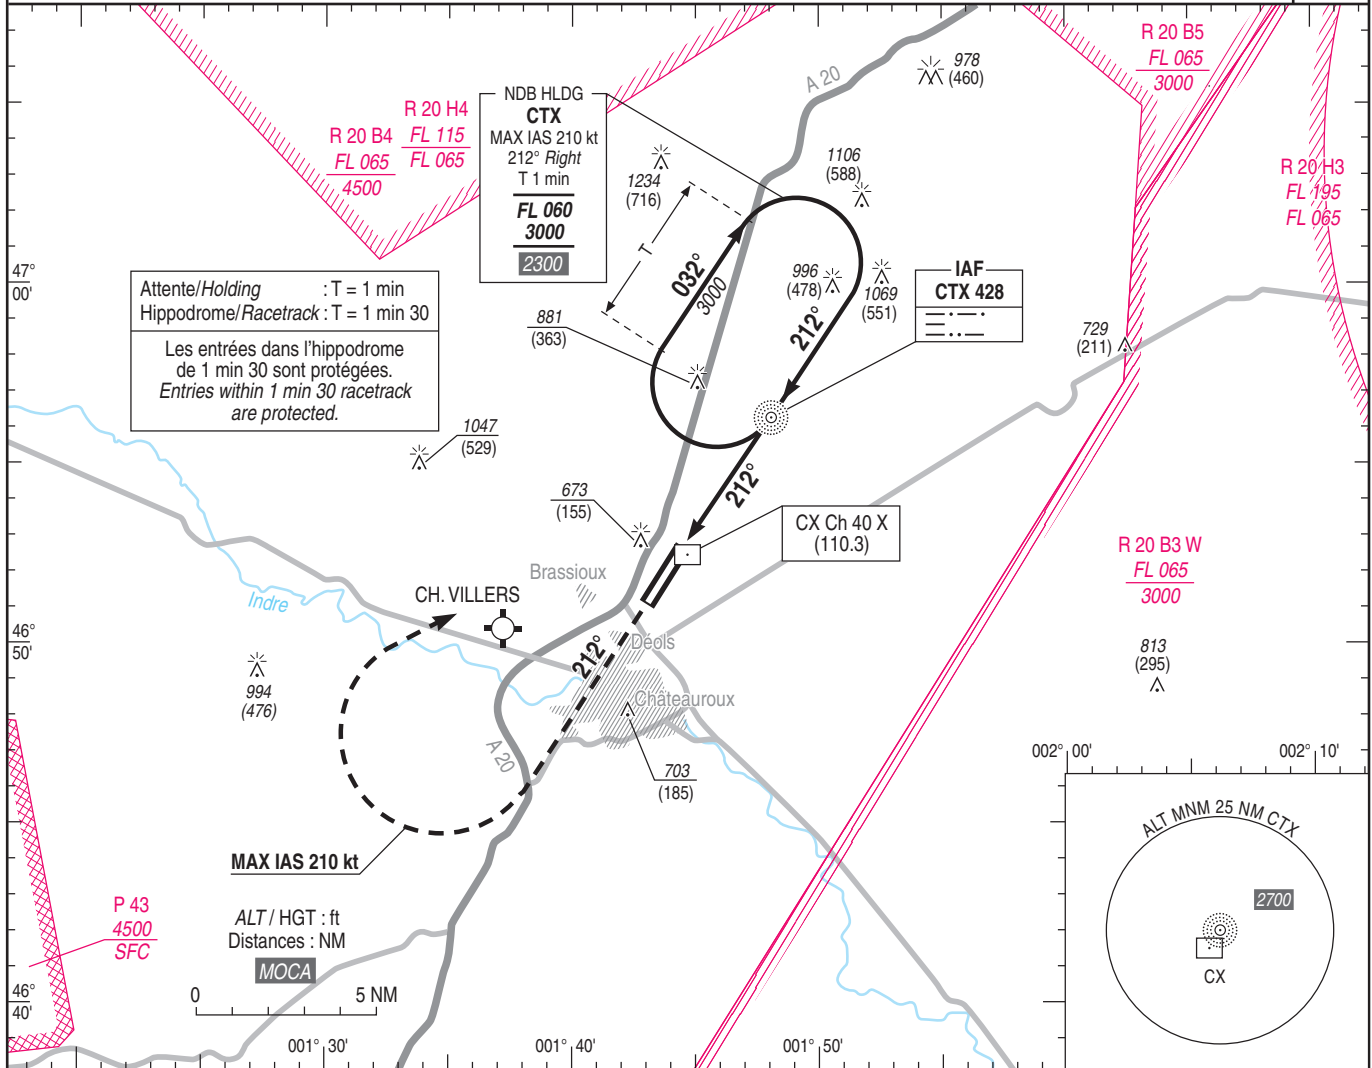 A 20
978
(460)
R 20 B5
FL 065
3000
R 20 H4
FL 115
FL 065
R 20 B4
FL 065
4500
NDB HLDG
CTX
MAX IAS 210 kt
212° Right
T 1 min
FL 060
3000
2300
1234
(716)
1106
(588)
R 20 H3
FL 195
FL 065
T
032°
3000
996
(478)
1069
(551)
212°
IAF
CTX 428
47°
00'
Attente/Holding : T = 1 min
Hippodrome/Racetrack : T = 1 min 30
Les entrées dans l'hippodrome
de 1 min 30 sont protégées.
Entries within 1 min 30 racetrack
are protected.
881
(363)
729
(211)
1047
(529)
212°
673
(155)
CX Ch 40 X
(110.3)
R 20 B3 W
FL 065
3000
Brassioux
Indre
CH. VILLERS
46°
50'
212°
Déols
813
(295)
994
(476)
Châteauroux
A 20
703
(185)
002° 00'
002° 10'
ALT MNM 25 NM CTX
2700
CX
MAX IAS 210 kt
P 43
4500
SFC
ALT / HGT : ft
Distances : NM
MOCA
0 5 NM
46°
40'
001° 30'
001° 40'
001° 50'